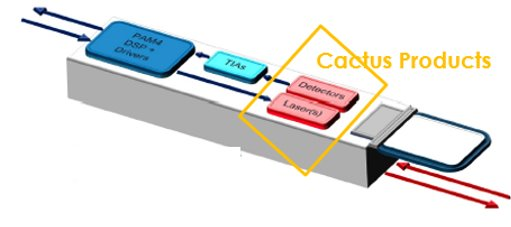 Cactus Products
PAM4
DSP +
Drivers
TIAs
Detectors
Laser(s)